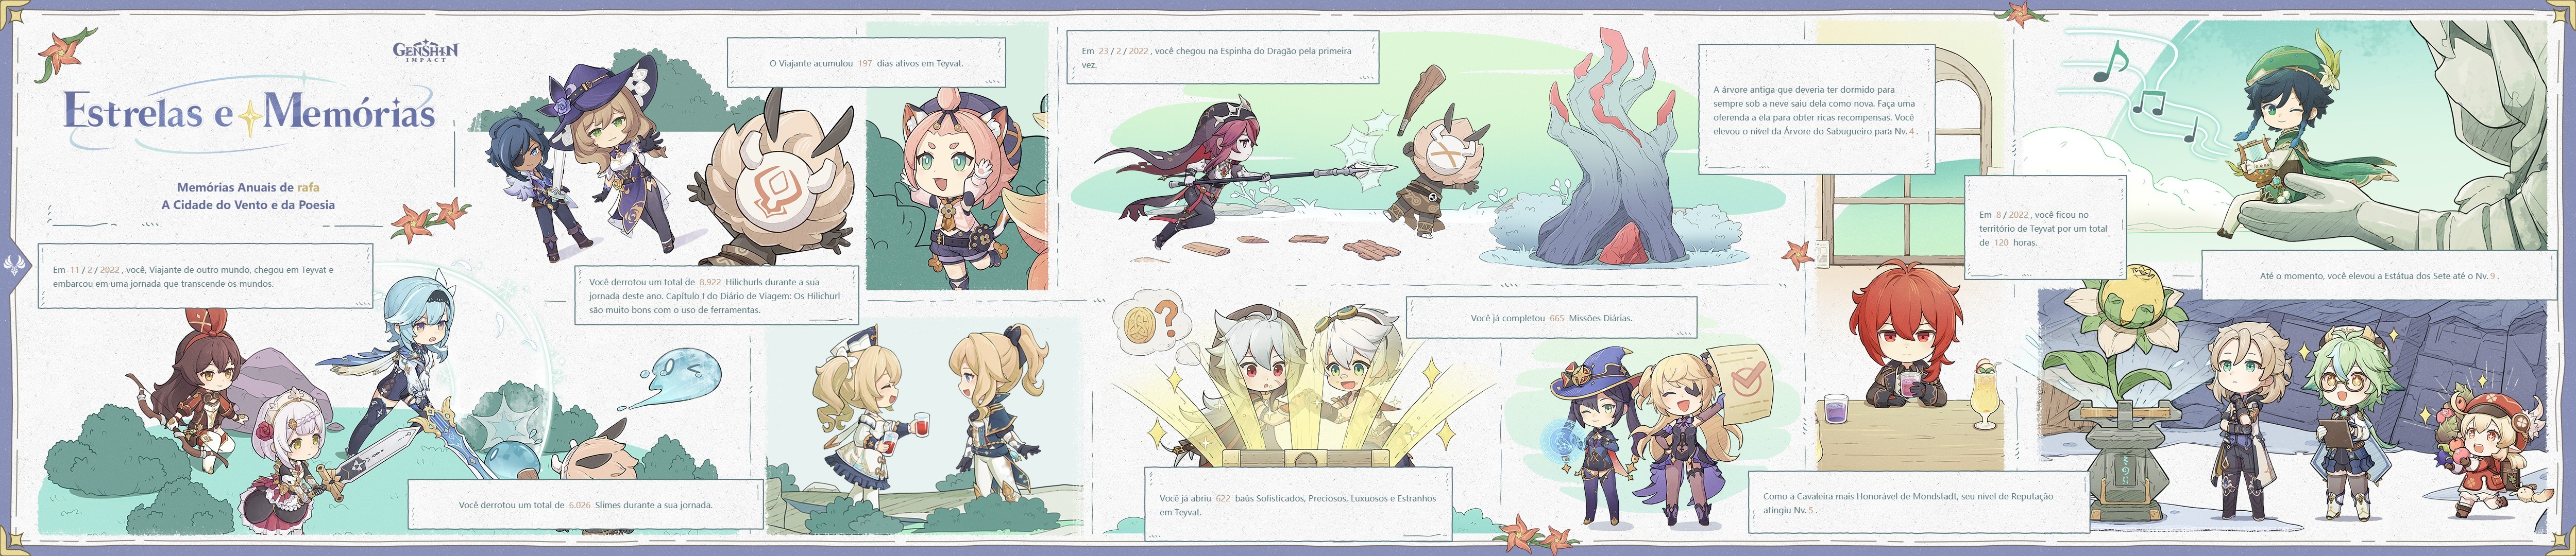 GENSHIN
IMPACT
Estrelas e Memórias
Memórias Anuais de rafa
A Cidade do Vento e da Poesia
Em 11/2/2022, você, Viajante de outro mundo, chegou em Teyvat e
embarcou em uma jornada que transcende os mundos.
O Viajante acumulou 197 dias ativos em Teyvat.
Você derrotou um total de 8.922 Hilichurls durante a sua
jornada deste ano. Capítulo I do Diário de Viagem: Os Hilichurl
são muito bons com o uso de ferramentas.
Você derrotou um total de 6.026 Slimes durante a sua jornada.
Em 23/2/2022, você chegou na Espinha do Dragão pela primeira
vez.
A árvore antiga que deveria ter dormido para
sempre sob a neve saiu dela como nova. Faça uma
oferenda a ela para obter ricas recompensas. Você
elevou o nível da Árvore do Sabugueiro para Nv. 4.
?
Você já completou 665 Missões Diárias.
Você já abriu 622 baús Sofisticados, Preciosos, Luxuosos e Estranhos
em Teyvat.
Em 8/2022, você ficou no
território de Teyvat por um total
de 120 horas.
Até o momento, você elevou a Estátua dos Sete até o Nv. 9.
Como a Cavaleira mais Honorável de Mondstadt, seu nível de Reputação
atingiu Nv. 5.